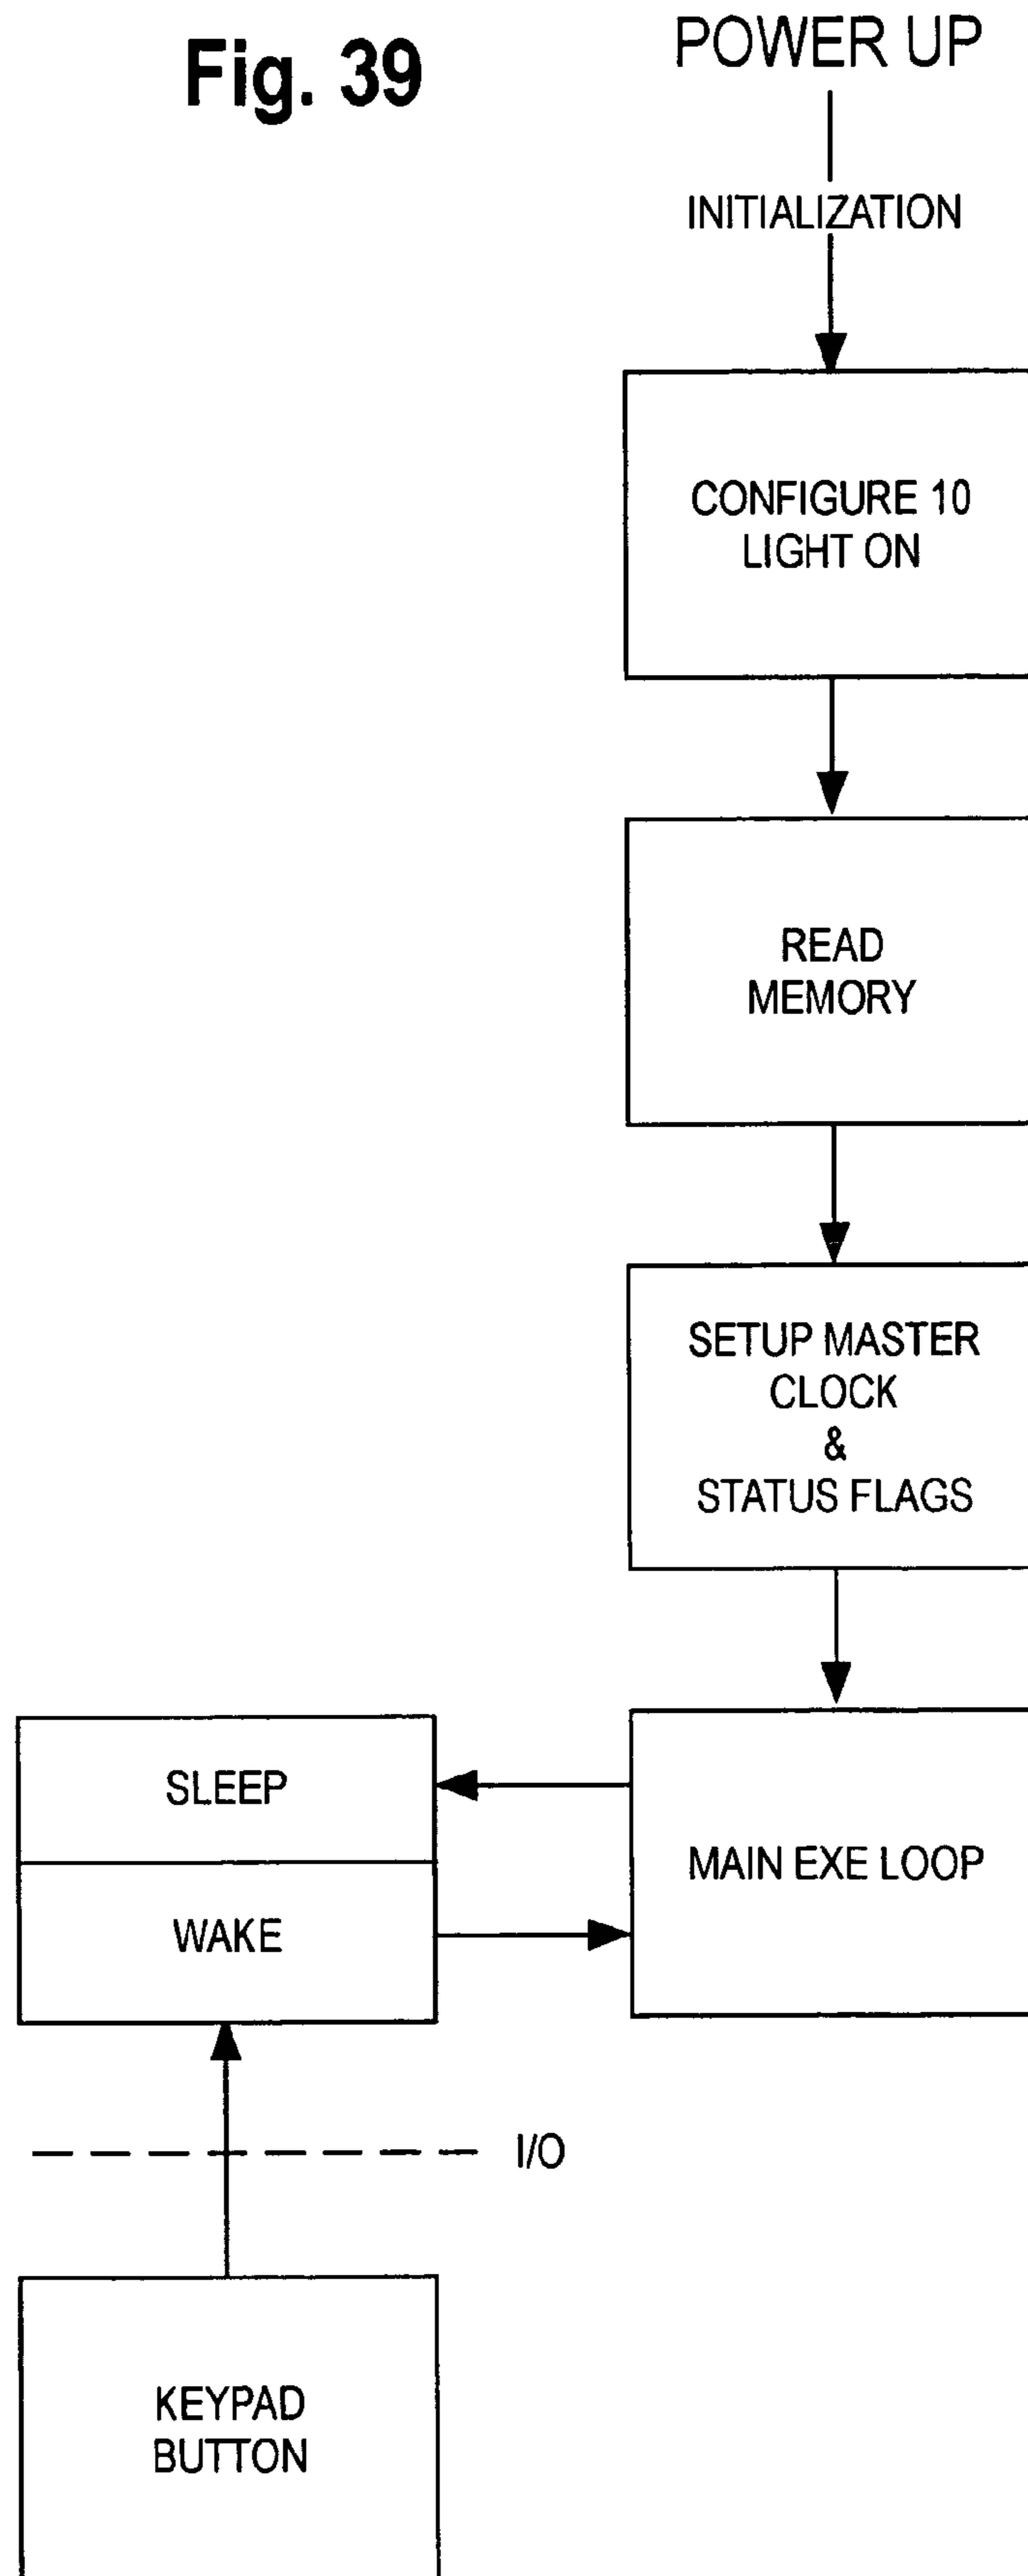 Fig. 39
POWER UP
INITIALIZATION
CONFIGURE 10
LIGHT ON
READ
MEMORY
SETUP MASTER
CLOCK
&
STATUS FLAGS
SLEEP
MAIN EXE LOOP
WAKE
I/O
KEYPAD
BUTTON